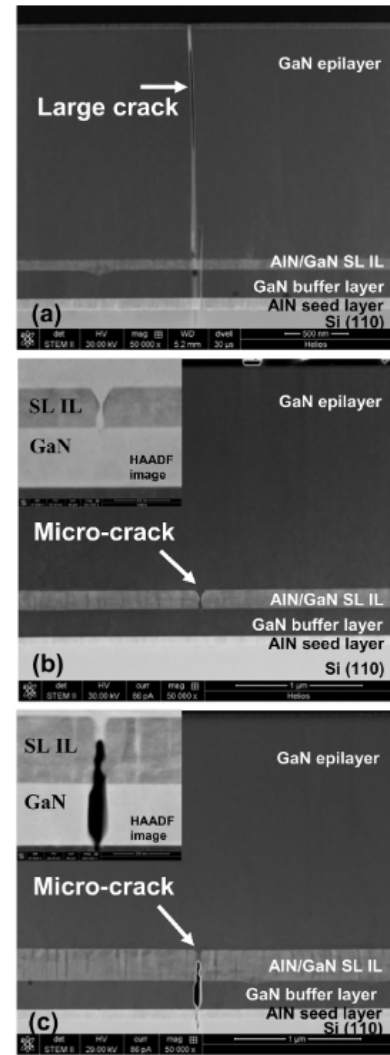 GaN epilayer
Large crack
AlN/GaN SL IL
GaN buffer layer
AlN seed layer
(a)
Si (110)
det HV mag WD dwell 500 nm
STEM II 30.00 kV 50 000 x 5.2 mm 30 µs Helios
SL IL
GaN
HAADF
image
GaN epilayer
Micro-crack
AlN/GaN SL IL
GaN buffer layer
AlN seed layer
(b)
Si (110)
det HV curr mag 1 µm
STEM II 30.00 kV 86 pA 50 000 x Helios
SL IL
GaN
HAADF
image
GaN epilayer
Micro-crack
AlN/GaN SL IL
GaN buffer layer
AlN seed layer
(c)
Si (110)
det HV curr mag 1 µm
STEM II 29.00 kV 86 pA 50 000 x Helios